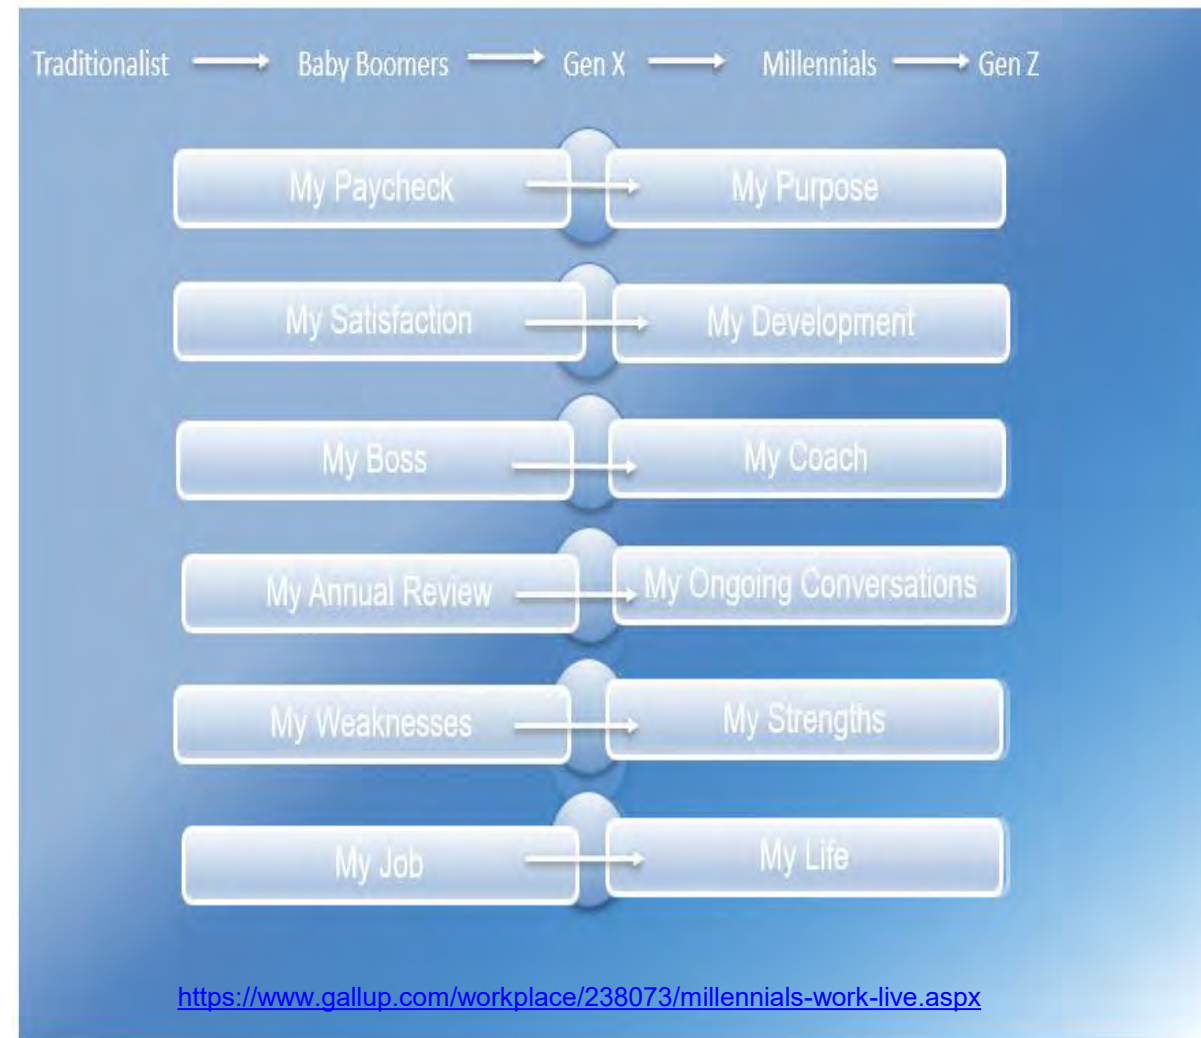 Traditionalist Baby Boomers Gen X Millennials Gen Z
My Paycheck My Purpose
My Satisfaction My Development
My Boss My Coach
My Annual Review My Ongoing Conversations
My Weaknesses My Strengths
My Job My Life
https://www.gallup.com/workplace/238073/millennials-work-live.aspx